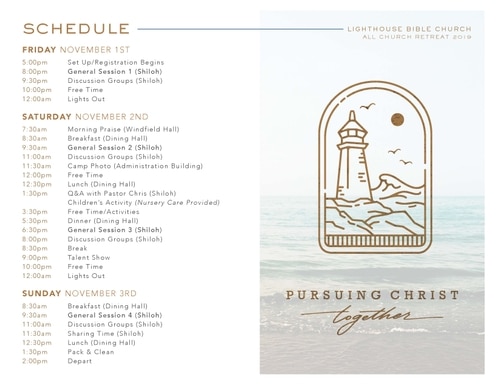 SCHEDULE
LIGHTHOUSE BIBLE CHURCH
ALL CHURCH RETREAT 2019
FRIDAY NOVEMBER 1ST
5:00pm Set Up/Registration Begins
8:00pm General Session 1 (Shiloh)
9:30pm Discussion Groups (Shiloh)
10:00pm Free Time
12:00am Lights Out
SATURDAY NOVEMBER 2ND
7:30am Morning Praise (Windfield Hall)
8:30am Breakfast (Dining Hall)
9:30am General Session 2 (Shiloh)
11:00am Discussion Groups (Shiloh)
11:30am Camp Photo (Administration Building)
12:00pm Free Time
12:30pm Lunch (Dining Hall)
1:30pm Q&A with Pastor Chris (Shiloh)
Children's Activity (Nursery Care Provided)
3:30pm Free Time/Activities
5:30pm Dinner (Dining Hall)
6:30pm General Session 3 (Shiloh)
8:00pm Discussion Groups (Shiloh)
8:30pm Break
9:00pm Talent Show
10:00pm Free Time
12:00am Lights Out
SUNDAY NOVEMBER 3RD
8:30am Breakfast (Dining Hall)
9:30am General Session 4 (Shiloh)
11:00am Discussion Groups (Shiloh)
11:30am Sharing Time (Shiloh)
12:30pm Lunch (Dining Hall)
1:30pm Pack & Clean
2:00pm Depart
PURSUING CHRIST
together